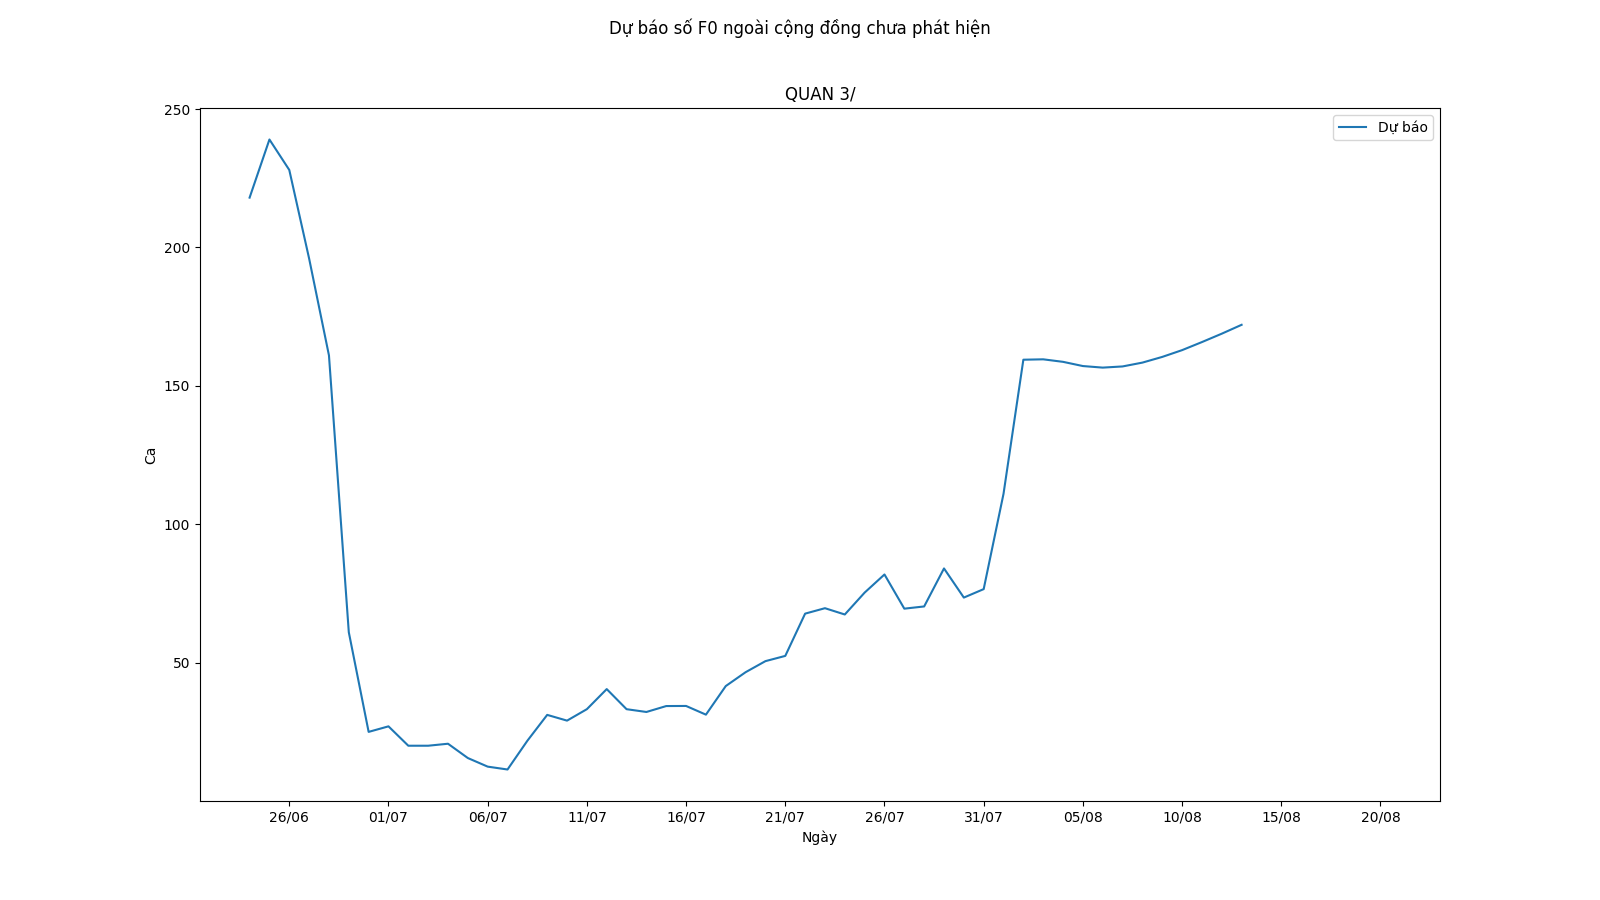 Dự báo số F0 ngoài cộng đồng chưa phát hiện
QUAN 3/
Dự báo
250
200
150
100
50
Ca
26/06 01/07 06/07 11/07 16/07 21/07 26/07 31/07 05/08 10/08 15/08 20/08
Ngày